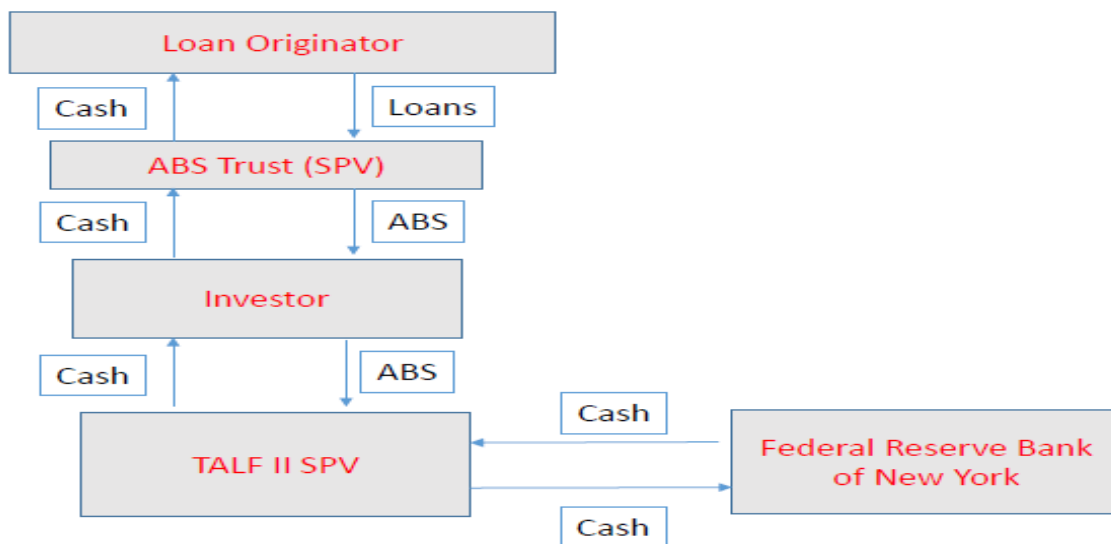 Loan Originator
Cash
Loans
ABS Trust (SPV)
Cash
ABS
Investor
Cash
ABS
Cash
TALF II SPV
Federal Reserve Bank
of New York
Cash